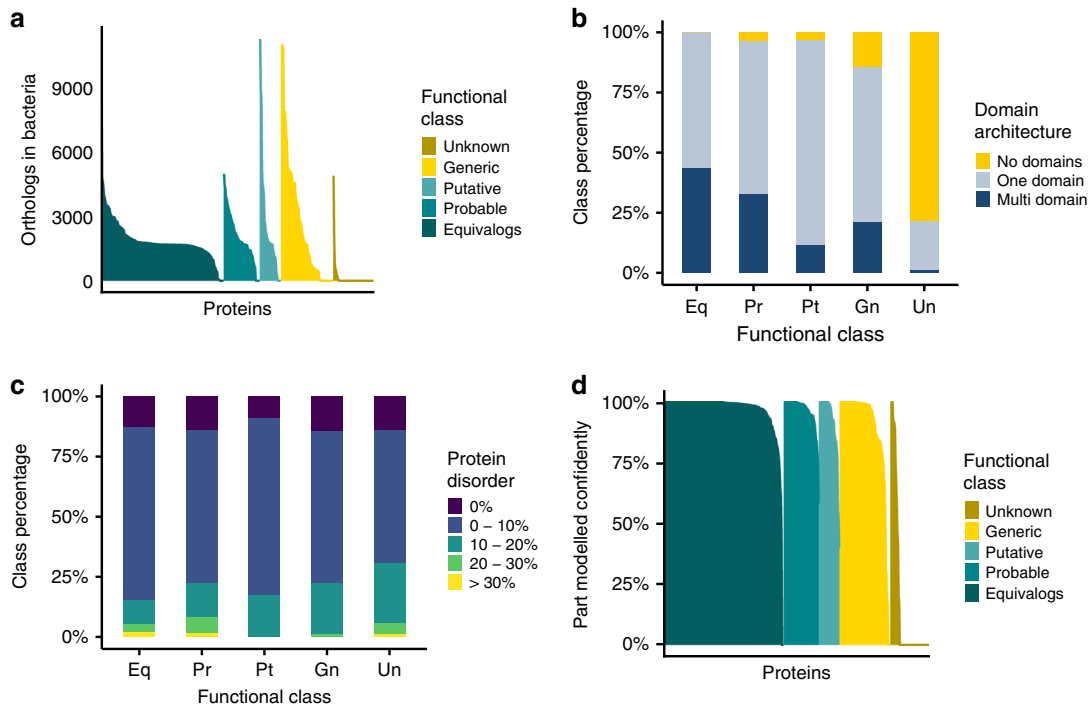 a
Orthologs in bacteria
9000
6000
3000
0
Proteins
Functional
class
Unknown
Generic
Putative
Probable
Equivalogs
b
Class percentage
100%
75%
50%
25%
0%
Eq Pr Pt Gn Un
Functional class
Domain
architecture
No domains
One domain
Multi domain
c
Class percentage
100%
75%
50%
25%
0%
Eq Pr Pt Gn Un
Functional class
Protein
disorder
0%
0 – 10%
10 – 20%
20 – 30%
> 30%
d
Part modelled confidently
100%
75%
50%
25%
0%
Proteins
Functional
class
Unknown
Generic
Putative
Probable
Equivalogs